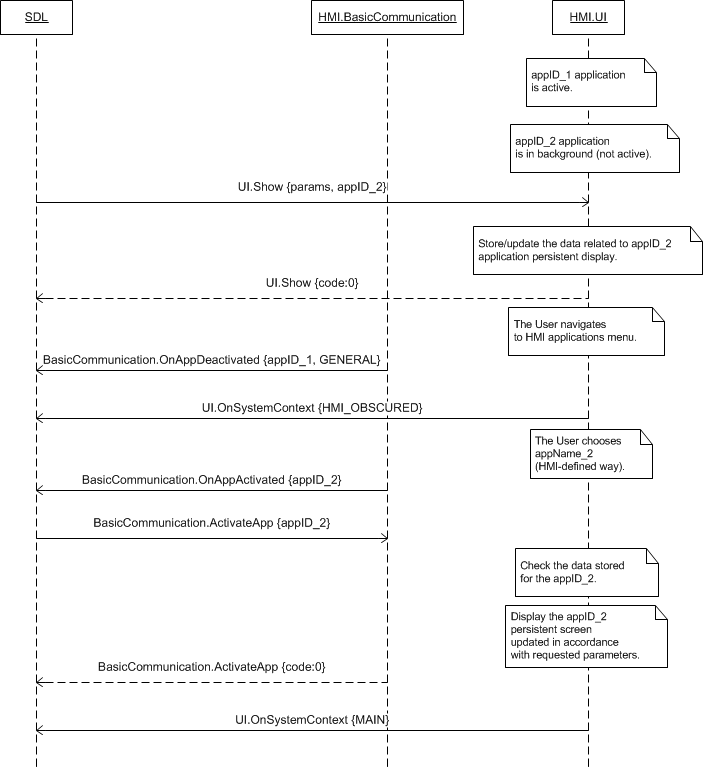 SDL
HMI.BasicCommunication
HMI.UI
appID_1 application
is active.
appID_2 application
is in background (not active).
UI.Show {params, appID_2}
Store/update the data related to appID_2
application persistent display.
UI.Show {code:0}
The User navigates
to HMI applications menu.
BasicCommunication.OnAppDeactivated {appID_1, GENERAL}
UI.OnSystemContext {HMI_OBSCURED}
The User chooses
appName_2
(HMI-defined way).
BasicCommunication.OnAppActivated {appID_2}
BasicCommunication.ActivateApp {appID_2}
Check the data stored
for the appID_2.
Display the appID_2
persistent screen
updated in accordance
with requested parameters.
BasicCommunication.ActivateApp {code:0}
UI.OnSystemContext {MAIN}